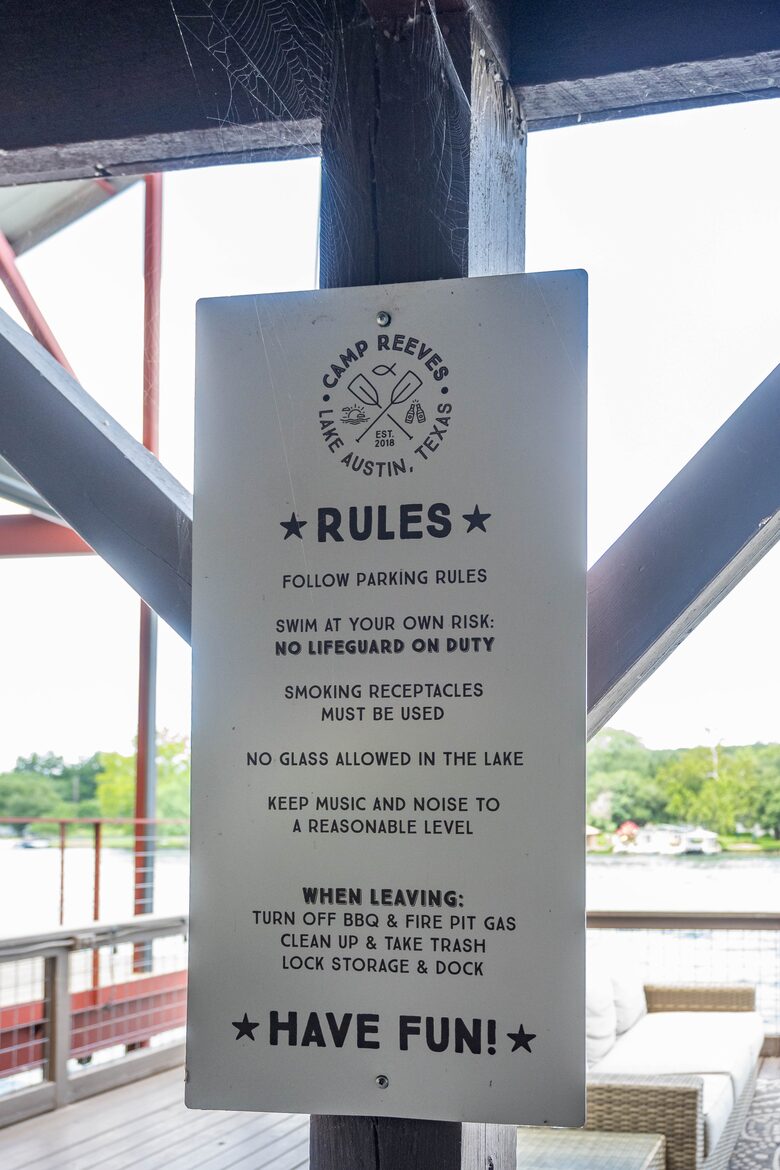 CAMP REEVES
LAKE AUSTIN, TEXAS
EST.
2018
★ RULES ★
FOLLOW PARKING RULES
SWIM AT YOUR OWN RISK:
NO LIFEGUARD ON DUTY
SMOKING RECEPTACLES
MUST BE USED
NO GLASS ALLOWED IN THE LAKE
KEEP MUSIC AND NOISE TO
A REASONABLE LEVEL
WHEN LEAVING:
TURN OFF BBQ & FIRE PIT GAS
CLEAN UP & TAKE TRASH
LOCK STORAGE & DOCK
★ HAVE FUN! ★